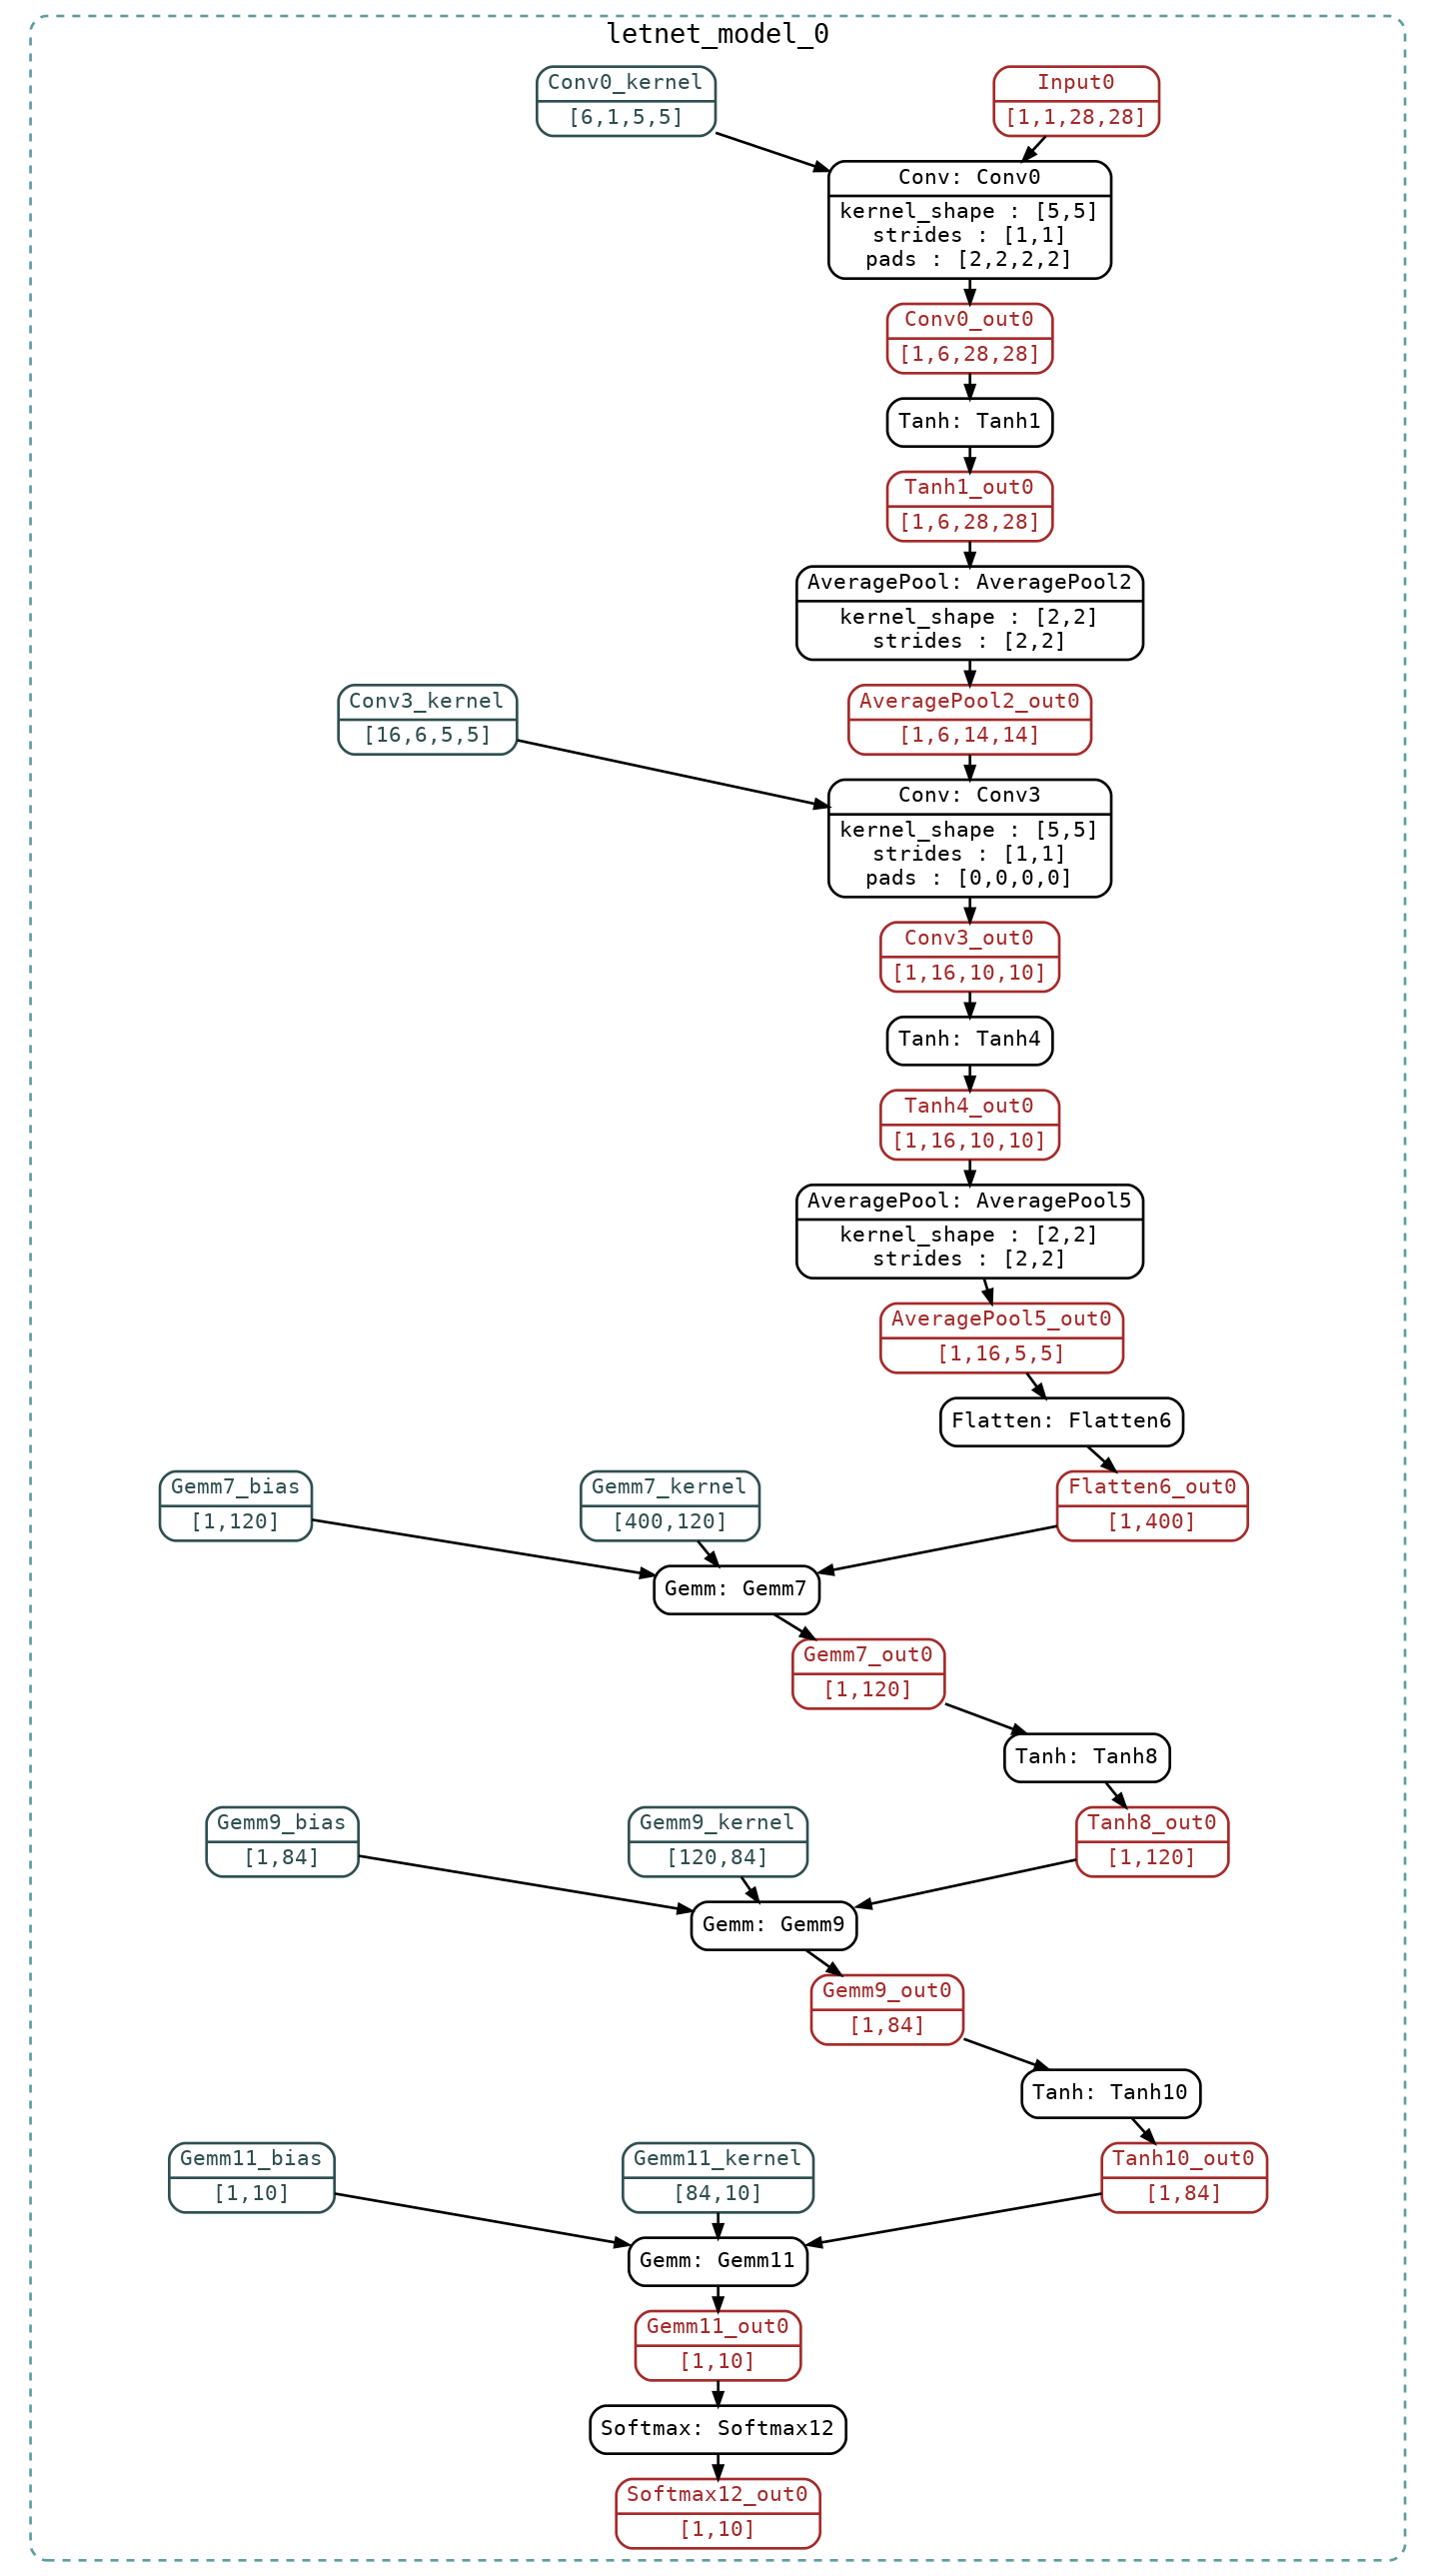 letnet_model_0
Conv0_kernel
[6,1,5,5]
Input0
[1,1,28,28]
Conv: Conv0
kernel_shape : [5,5]
strides : [1,1]
pads : [2,2,2,2]
Conv0_out0
[1,6,28,28]
Tanh: Tanh1
Tanh1_out0
[1,6,28,28]
AveragePool: AveragePool2
kernel_shape : [2,2]
strides : [2,2]
Conv3_kernel
[16,6,5,5]
AveragePool2_out0
[1,6,14,14]
Conv: Conv3
kernel_shape : [5,5]
strides : [1,1]
pads : [0,0,0,0]
Conv3_out0
[1,16,10,10]
Tanh: Tanh4
Tanh4_out0
[1,16,10,10]
AveragePool: AveragePool5
kernel_shape : [2,2]
strides : [2,2]
AveragePool5_out0
[1,16,5,5]
Flatten: Flatten6
Gemm7_bias
[1,120]
Gemm7_kernel
[400,120]
Flatten6_out0
[1,400]
Gemm: Gemm7
Gemm7_out0
[1,120]
Tanh: Tanh8
Gemm9_bias
[1,84]
Gemm9_kernel
[120,84]
Tanh8_out0
[1,120]
Gemm: Gemm9
Gemm9_out0
[1,84]
Tanh: Tanh10
Gemm11_bias
[1,10]
Gemm11_kernel
[84,10]
Tanh10_out0
[1,84]
Gemm: Gemm11
Gemm11_out0
[1,10]
Softmax: Softmax12
Softmax12_out0
[1,10]